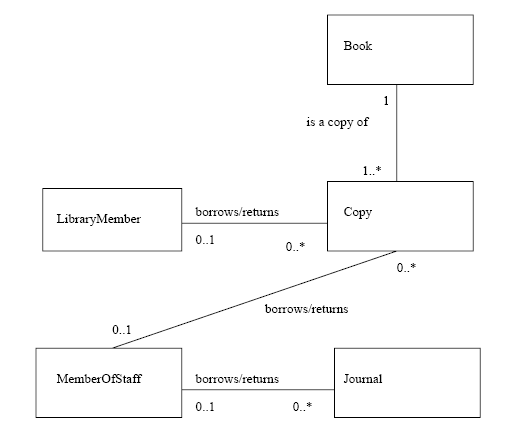 Book
1
is a copy of
1..*
LibraryMember
borrows/returns
Copy
0..1
0..*
0..*
borrows/returns
0..1
MemberOfStaff
borrows/returns
Journal
0..1
0..*